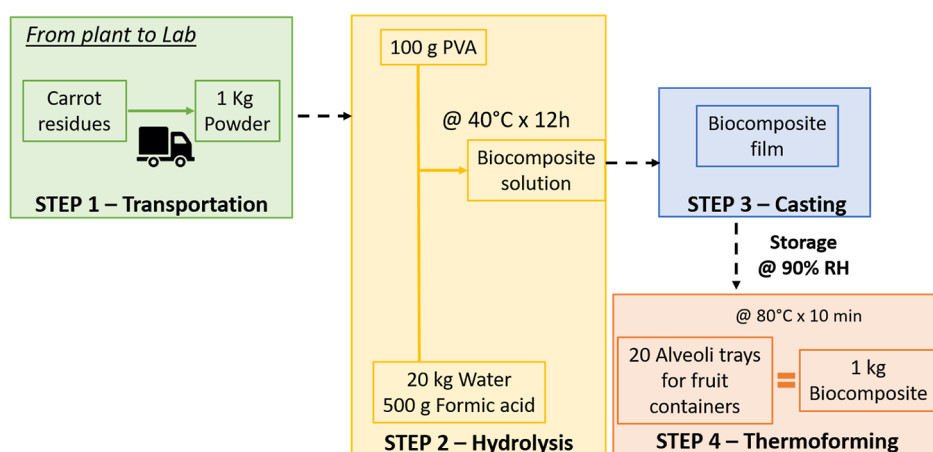 From plant to Lab
Carrot
residues
1 Kg
Powder
STEP 1 – Transportation
100 g PVA
@ 40°C x 12h
Biocomposite
solution
20 kg Water
500 g Formic acid
STEP 2 – Hydrolysis
Biocomposite
film
STEP 3 – Casting
Storage
@ 90% RH
@ 80°C x 10 min
20 Alveoli trays
for fruit
containers
=
1 kg
Biocomposite
STEP 4 – Thermoforming